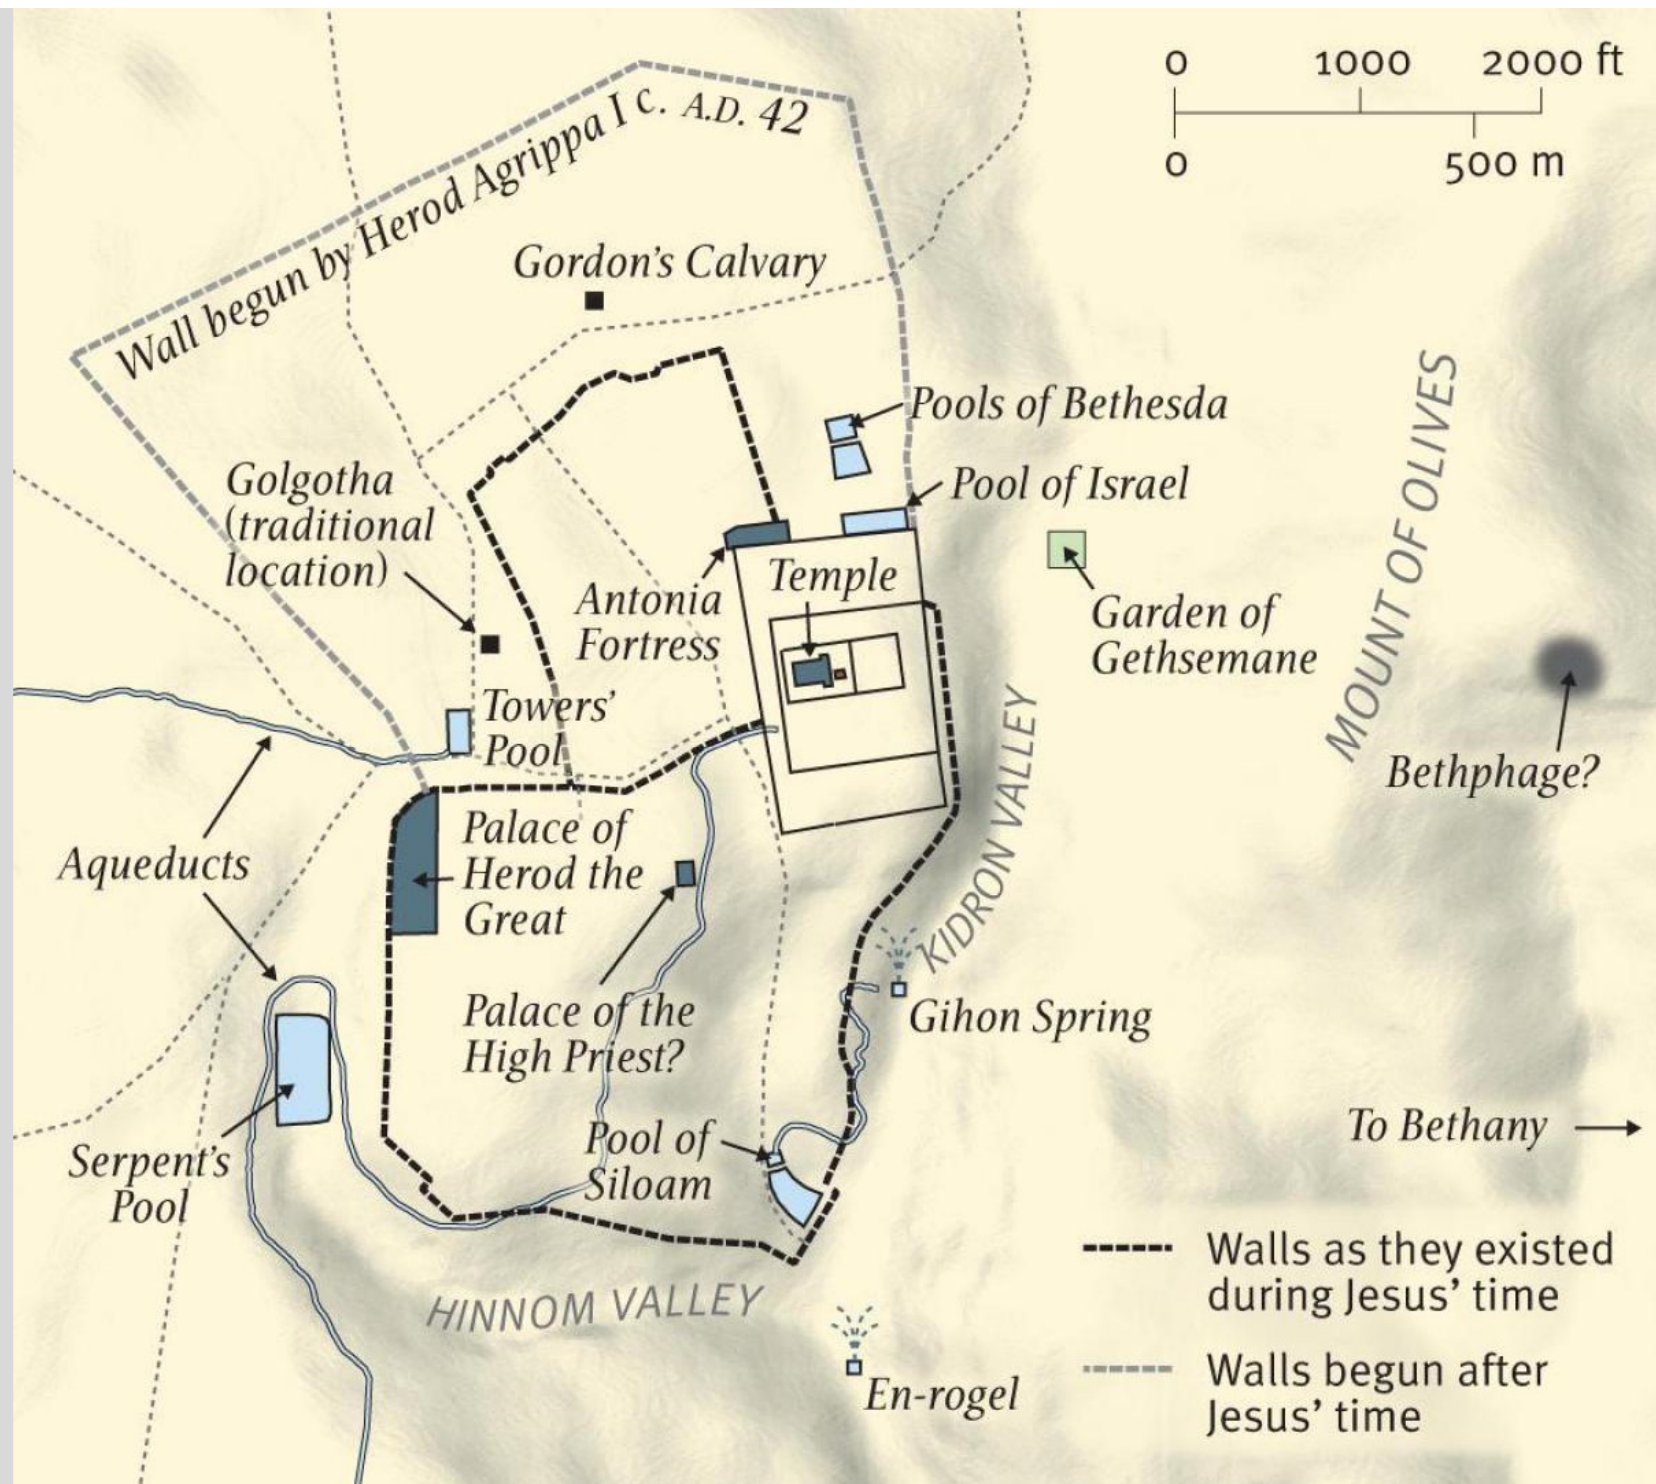 0 1000 2000 ft
0 500 m
Wall begun by Herod Agrippa I c. A.D. 42
Gordon's Calvary
Pools of Bethesda
Pool of Israel
Golgotha
(traditional
location)
Antonia
Fortress
Temple
Garden of
Gethsemane
MOUNT OF OLIVES
Bethphage?
Towers'
Pool
KIDRON VALLEY
Aqueducts
Palace of
Herod the
Great
Palace of the
High Priest?
Gihon Spring
Serpent's
Pool
Pool of
Siloam
To Bethany
HINNOM VALLEY
En-rogel
Walls as they existed
during Jesus' time
Walls begun after
Jesus' time